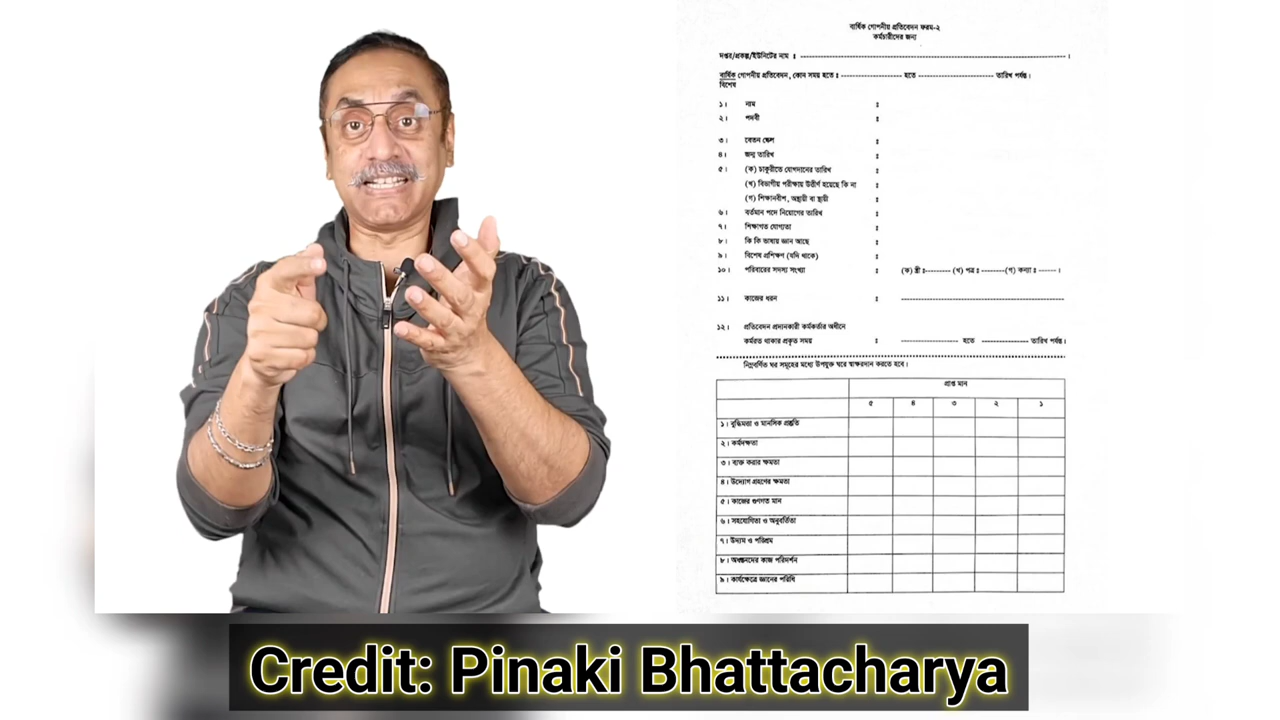 বার্ষিক গোপনীয় প্রতিবেদন ফরম-২
কর্মচারীদের জন্য
দপ্তর/প্রকল্প/ইউনিটের নাম : ---------- ।
বার্ষিক গোপনীয় প্রতিবেদন, কোন সময় হতে : ---------- হতে ---------- তারিখ পর্যন্ত।
বিশেষ
১। নাম :
২। পদবী :
৩। বেতন স্কেল :
৪। জন্ম তারিখ :
৫। (ক) চাকুরীতে যোগদানের তারিখ :
(খ) বিভাগীয় পরীক্ষায় উত্তীর্ণ হয়েছে কি না :
(গ) শিক্ষানবীশ, অস্থায়ী বা স্থায়ী :
৬। বর্তমান পদে নিয়োগের তারিখ :
৭। শিক্ষাগত যোগ্যতা :
৮। কি কি ভাষায় জ্ঞান আছে :
৯। বিশেষ প্রশিক্ষণ (যদি থাকে) :
১০। পরিবারের সদস্য সংখ্যা : (ক) স্ত্রী :--------- (খ) পুত্র : -------- (গ) কন্যা : ------ ।
১১। কাজের ধরন : ----------
১২। প্রতিবেদন প্রদানকারী কর্মকর্তার অধীনে
কর্মরত থাকার প্রকৃত সময় : ---------- হতে ---------- তারিখ পর্যন্ত।
নিম্নবর্ণিত ঘর সমূহের মধ্যে উপযুক্ত ঘরে স্বাক্ষরদান করতে হবে।
প্রাপ্ত মান
৫ ৪ ৩ ২ ১
১। বুদ্ধিমত্তা ও মানসিক প্রস্তুতি
২। কর্মদক্ষতা
৩। ব্যক্ত করার ক্ষমতা
৪। উদ্যোগ গ্রহণের ক্ষমতা
৫। কাজের গুণগত মান
৬। সহযোগিতা ও অনুবর্তিতা
৭। উদ্যম ও পরিশ্রম
৮। অধস্তনদের কাজ পরিদর্শন
৯। কার্যক্ষেত্রে জ্ঞানের পরিধি
Credit: Pinaki Bhattacharya